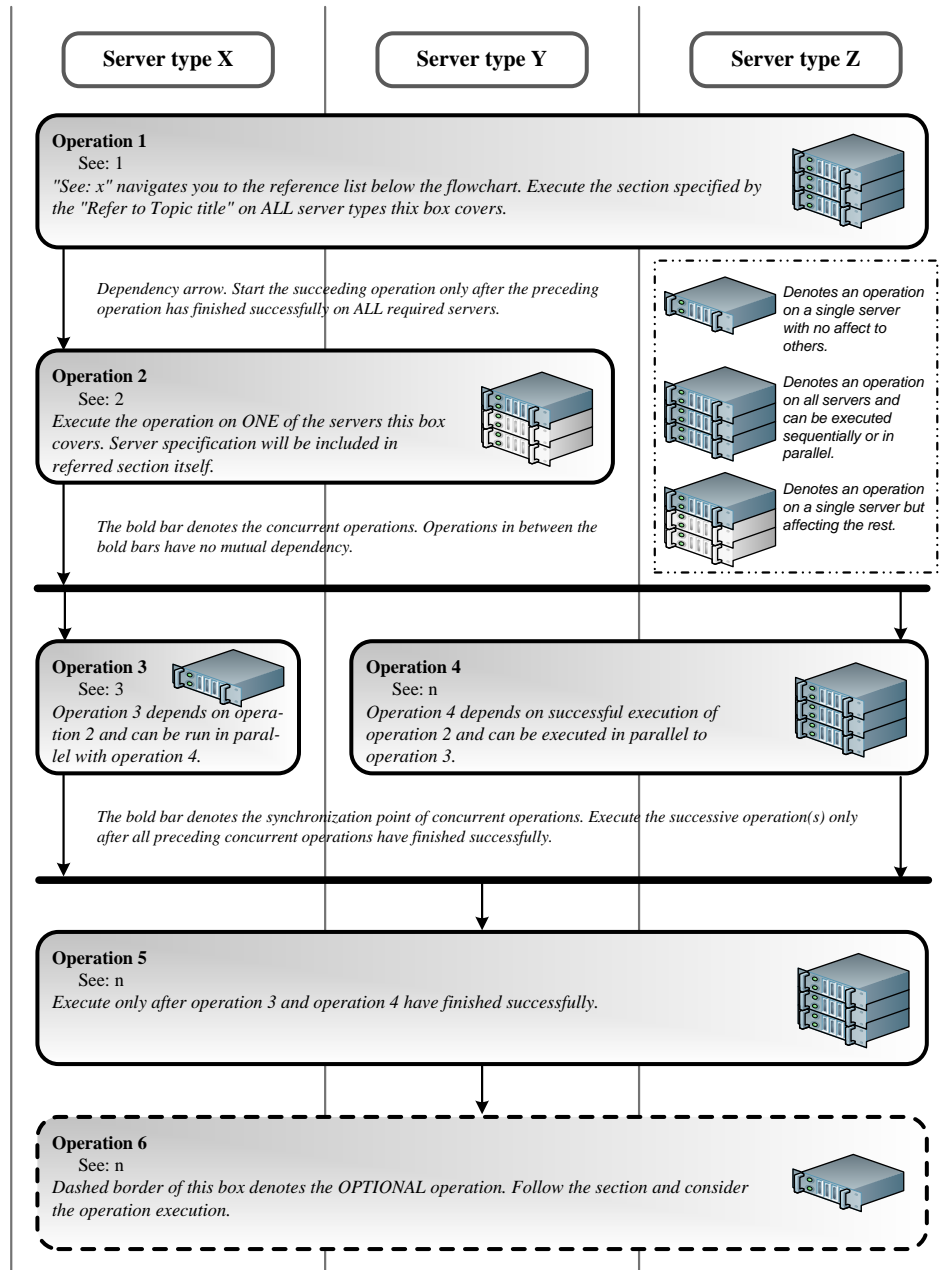 Server type X
Server type Y
Server type Z
Operation 1
See: 1
"See: x" navigates you to the reference list below the flowchart. Execute the section specified by
the "Refer to Topic title" on ALL server types thix box covers.
Dependency arrow. Start the succeeding operation only after the preceding
operation has finished successfully on ALL required servers.
Denotes an operation
on a single server
with no affect to
others.
Denotes an operation
on all servers and
can be executed
sequentially or in
parallel.
Denotes an operation
on a single server but
affecting the rest.
Operation 2
See: 2
Execute the operation on ONE of the servers this box
covers. Server specification will be included in
referred section itself.
The bold bar denotes the concurrent operations. Operations in between the
bold bars have no mutual dependency.
Operation 3
See: 3
Operation 3 depends on opera-
tion 2 and can be run in paral-
lel with operation 4.
Operation 4
See: n
Operation 4 depends on successful execution of
operation 2 and can be executed in parallel to
operation 3.
The bold bar denotes the synchronization point of concurrent operations. Execute the successive operation(s) only
after all preceding concurrent operations have finished successfully.
Operation 5
See: n
Execute only after operation 3 and operation 4 have finished successfully.
Operation 6
See: n
Dashed border of this box denotes the OPTIONAL operation. Follow the section and consider
the operation execution.